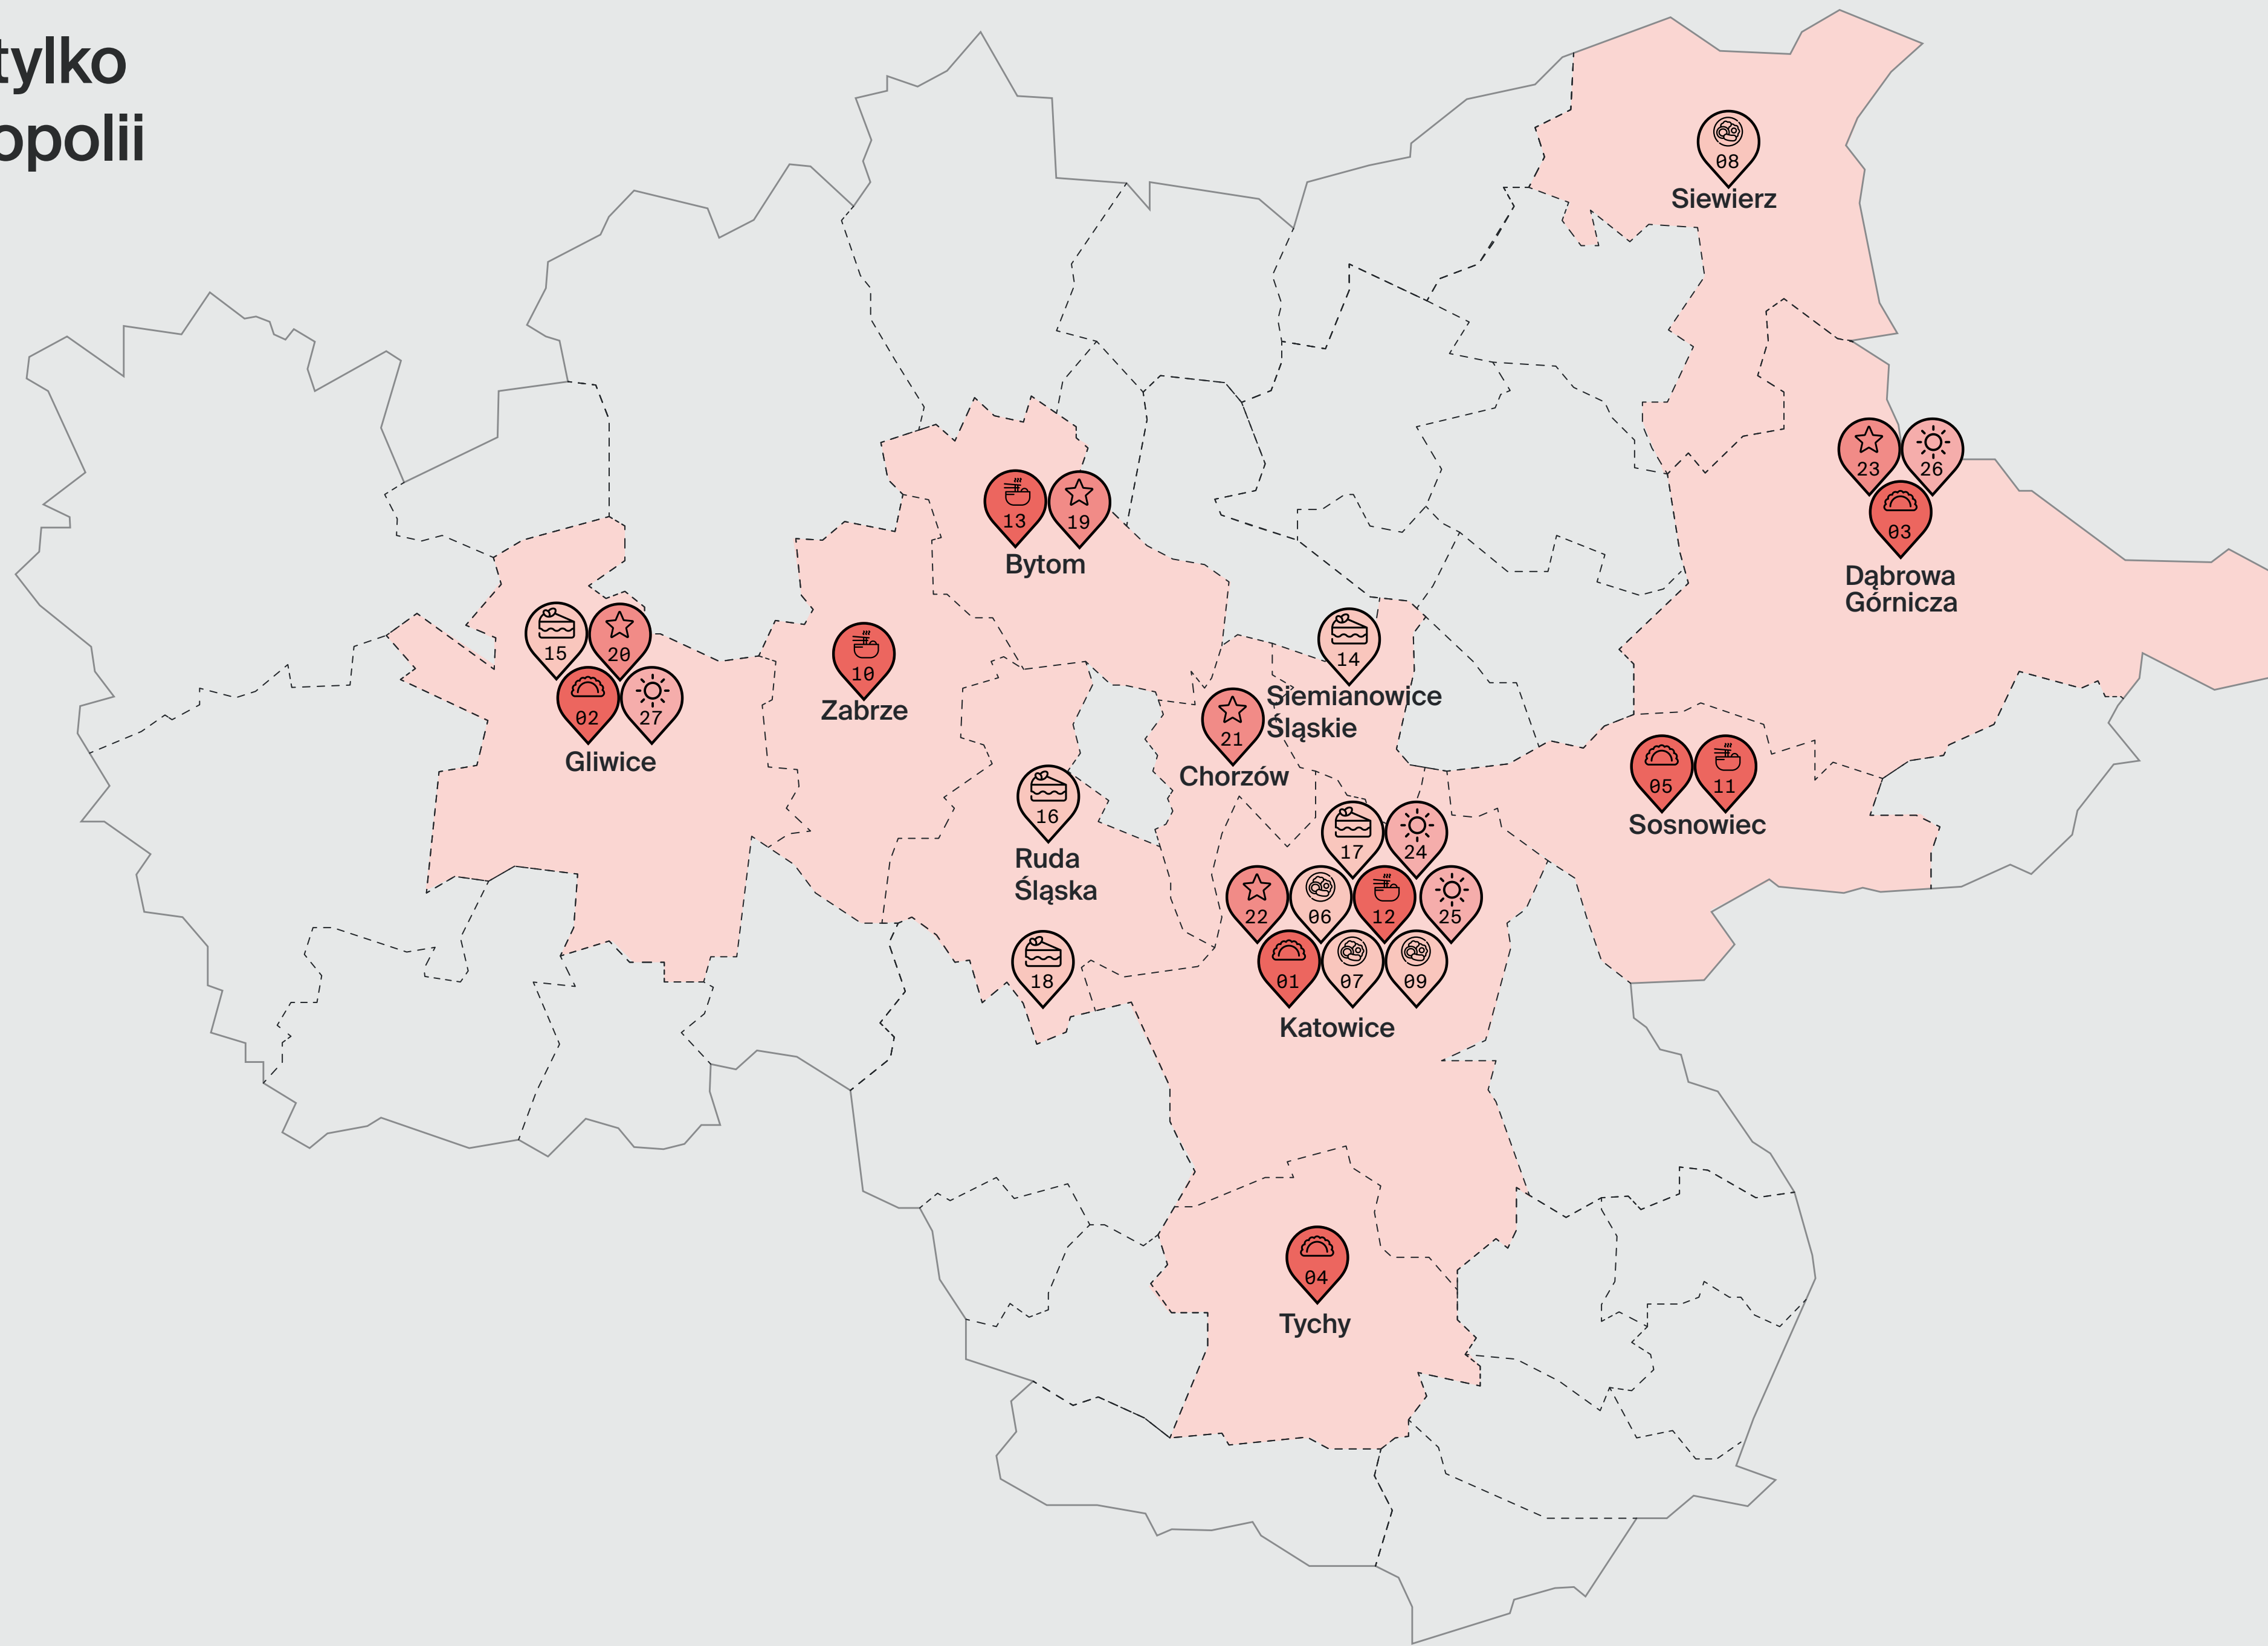 tylko
opolii
08
Siewierz
23
26
03
Dąbrowa
Górnicza
13
19
Bytom
15
20
02
27
Gliwice
10
Zabrze
14
Siemianowice
Śląskie
21
Chorzów
16
Ruda
Śląska
18
05
11
Sosnowiec
17
24
22
06
12
25
01
07
09
Katowice
04
Tychy